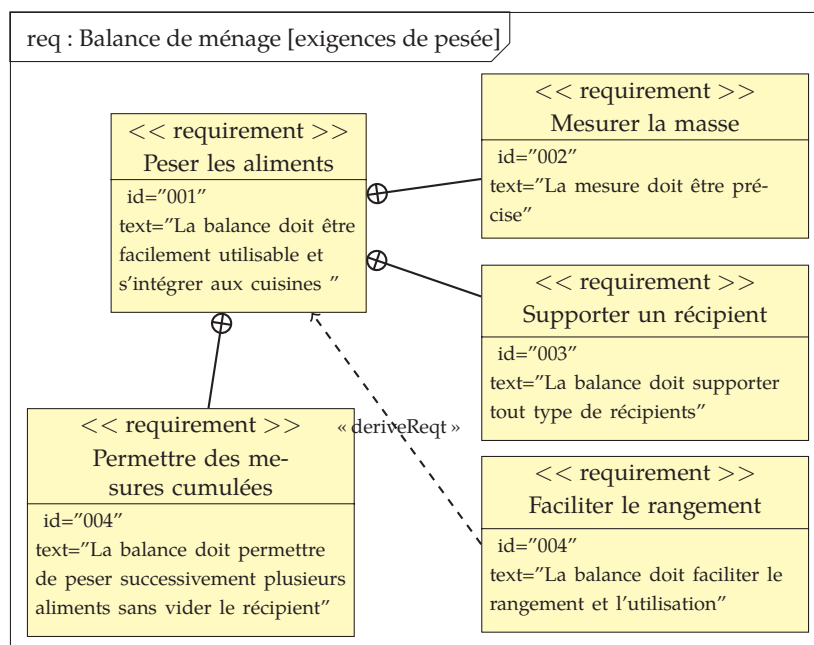 req : Balance de ménage [exigences de pesée]
<< requirement >>
Peser les aliments
id="001"
text="La balance doit être
facilement utilisable et
s'intégrer aux cuisines "
<< requirement >>
Mesurer la masse
id="002"
text="La mesure doit être pré-
cise"
<< requirement >>
Supporter un récipient
id="003"
text="La balance doit supporter
tout type de récipients"
<< requirement >>
Permettre des me-
sures cumulées
id="004"
text="La balance doit permettre
de peser successivement plusieurs
aliments sans vider le récipient"
« deriveReqt »
<< requirement >>
Faciliter le rangement
id="004"
text="La balance doit faciliter le
rangement et l'utilisation"